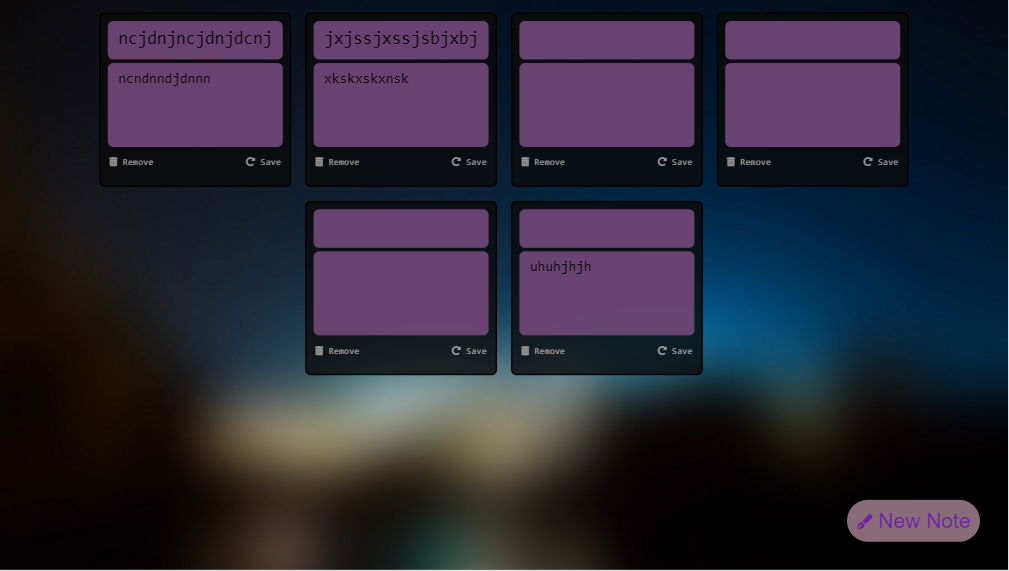 ncjdnjncjdnjdcnj
jxjssjxssjsbjxbj
ncndnndjdnnn
xkskxskxnsk
Remove Save
Remove Save
Remove Save
Remove Save
uhuhjhjh
Remove Save
Remove Save
New Note